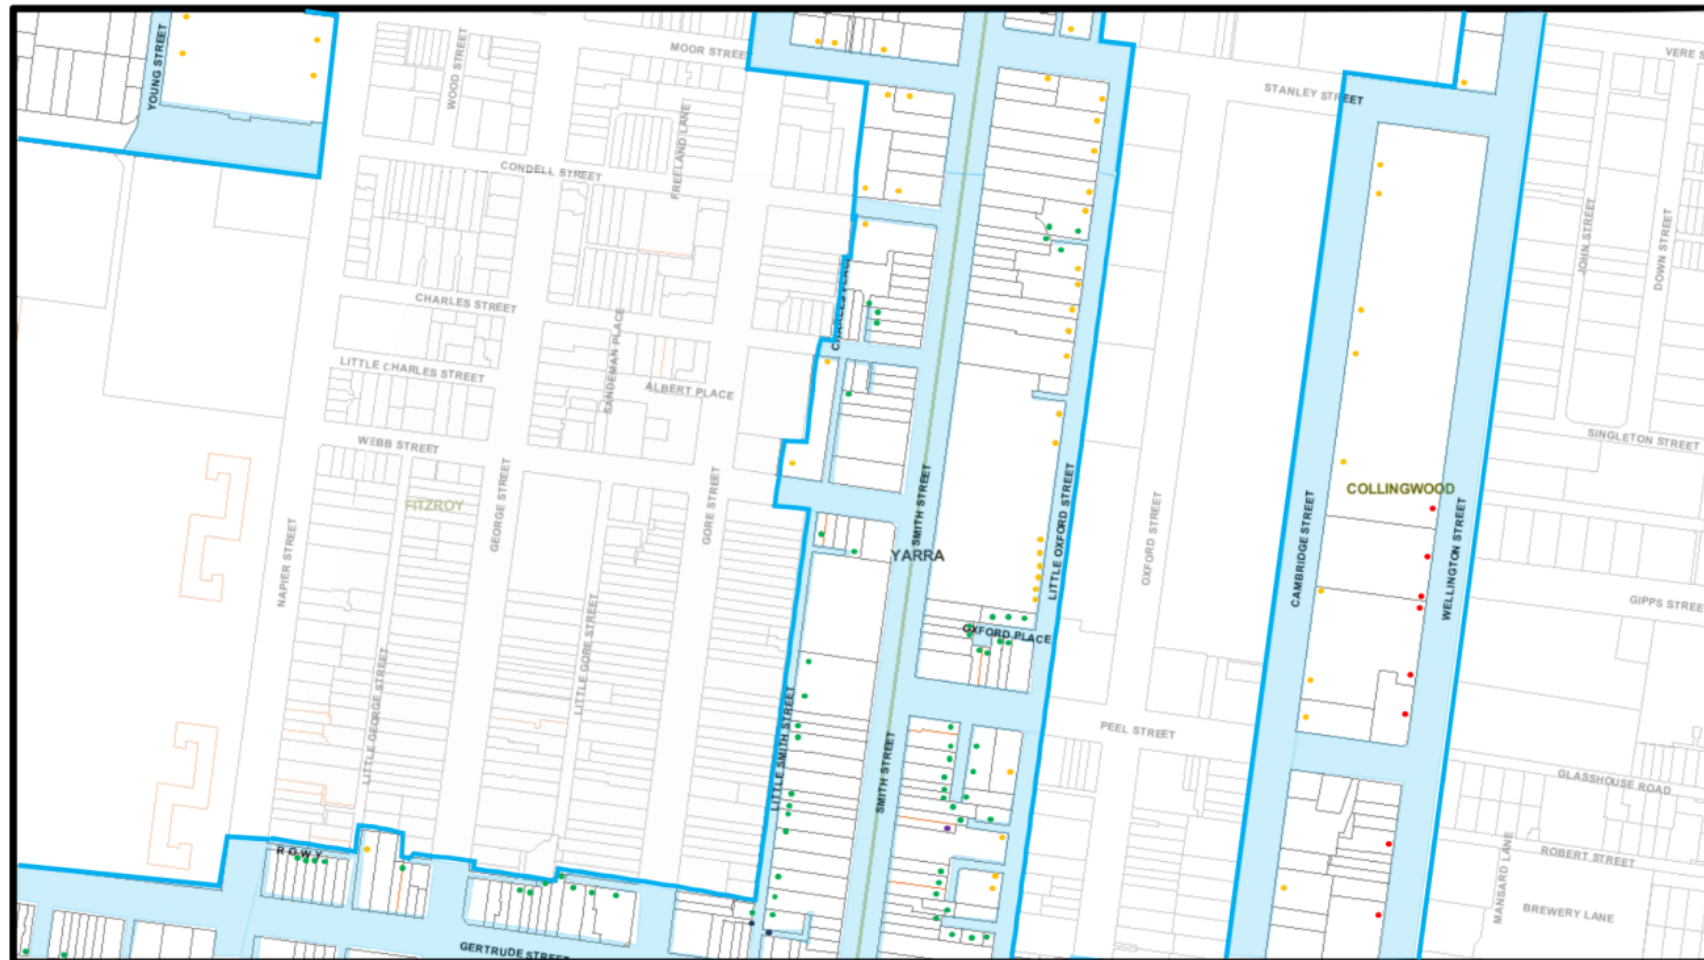 YOUNG STREET
WOOD STREET
MOOR STREE
VERE S
STANLEY STREET
FREELAND LANE
CONDELL STREET
JOHN STREET
DOWN STREET
CHARLES PLACE
CHARLES STREET
SANDEMAN PLACE
LITTLE CHARLES STREET
ALBERT PLACE
WEBB STREET
SINGLETON STREET
FITZROY
GEORGE STREET
GORE STREET
SMITH STREET
LITTLE OXFORD STREET
COLLINGWOOD
NAPIER STREET
YARRA
OXFORD STREET
CAMBRIDGE STREET
WELLINGTON STREET
GIPPS STREE
LITTLE GORE STREET
OXFORD PLACE
LITTLE GEORGE STREET
LITTLE SMITH STREET
SMITH STREET
PEEL STREET
GLASSHOUSE ROAD
R O W Y
ROBERT STREET
MANSARD LANE
BREWERY LANE
GERTRUDE STREET